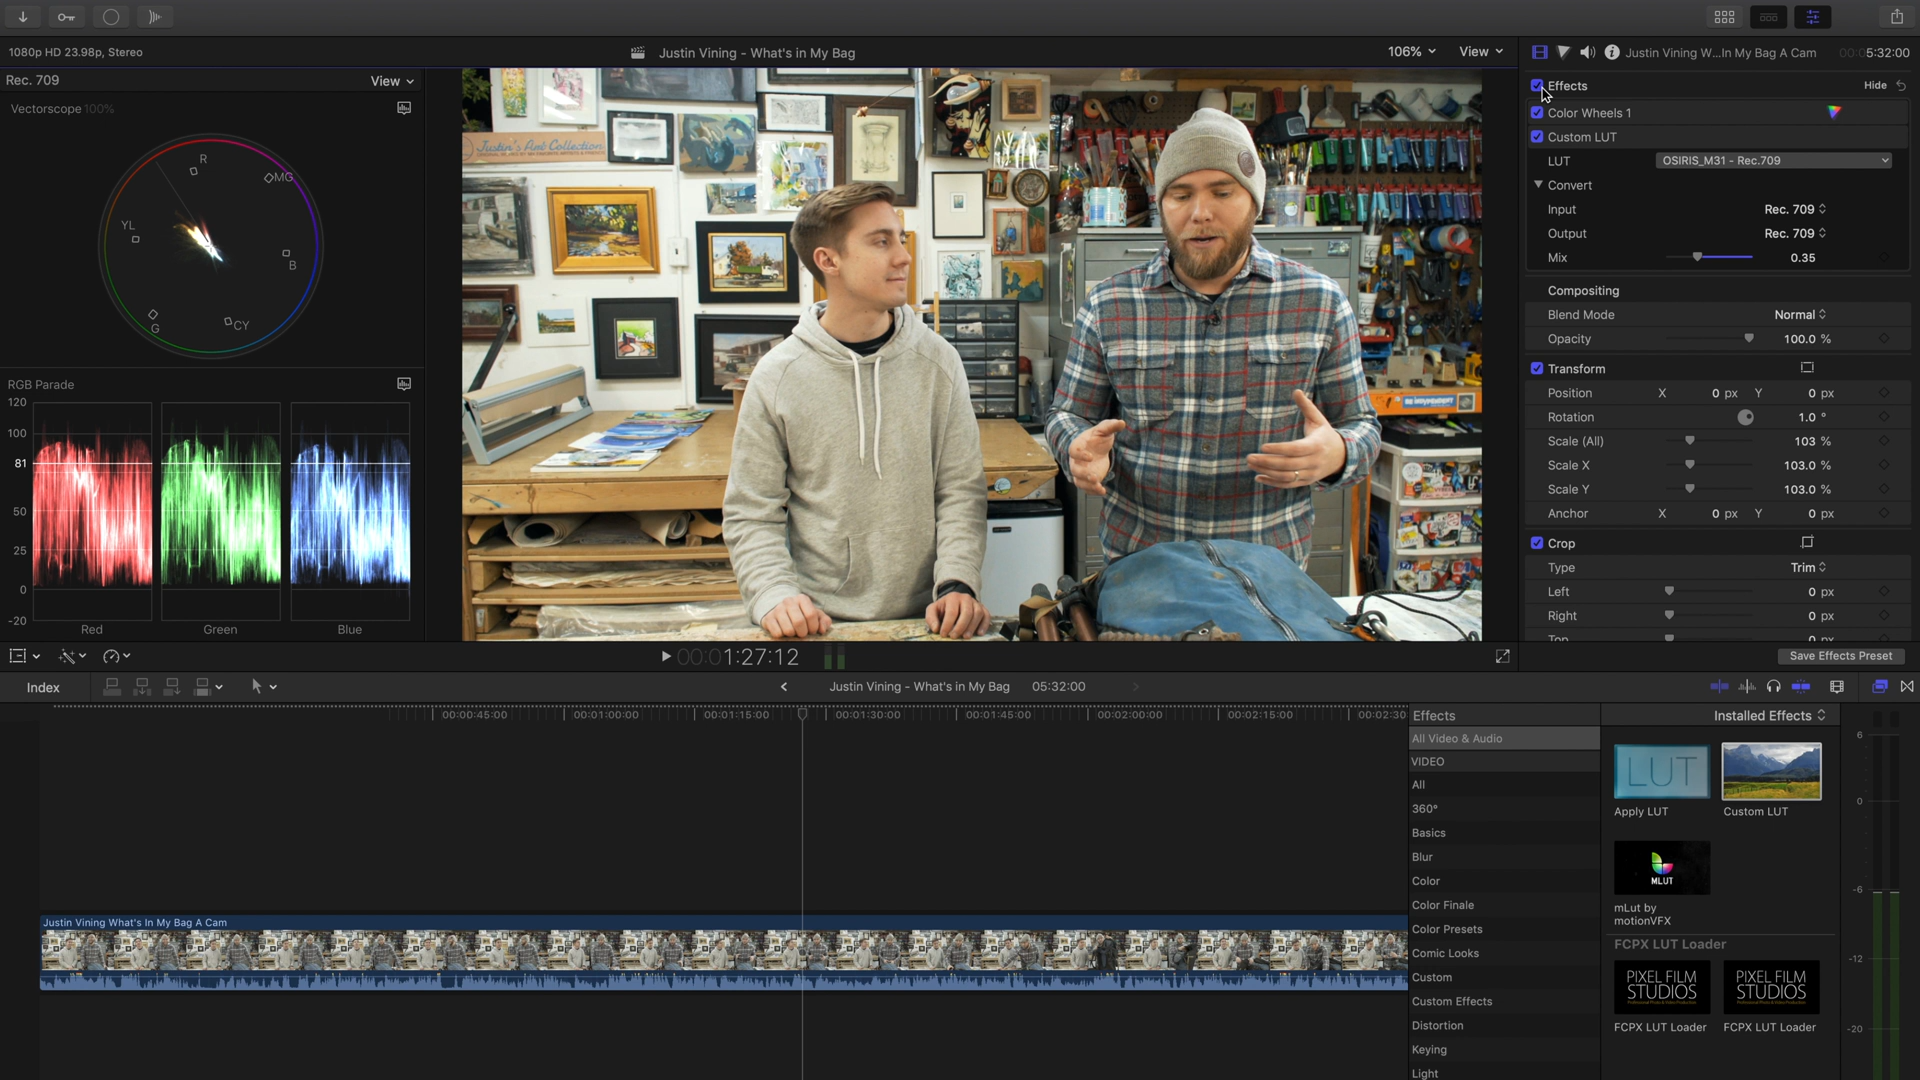 1080p HD 23.98p, Stereo
Justin Vining - What's in My Bag
106%
View
Justin Vining W...In My Bag A Cam
00:05:32:00
Rec. 709
View
Vectorscope 100%
R
MG
YL
B
G
CY
RGB Parade
120
100
81
50
25
0
-20
Red
Green
Blue
Justin's Art Collection
Effects
Hide
Color Wheels 1
Custom LUT
LUT
OSIRIS_M31 - Rec.709
Convert
Input
Rec. 709
Output
Rec. 709
Mix
0.35
Compositing
Blend Mode
Normal
Opacity
100.0 %
Transform
Position
X
0 px
Y
0 px
Rotation
1.0 °
Scale (All)
103 %
Scale X
103.0 %
Scale Y
103.0 %
Anchor
X
0 px
Y
0 px
Crop
Type
Trim
Left
0 px
Right
0 px
Top
0 px
Save Effects Preset
00:01:27:12
Index
Justin Vining - What's in My Bag
05:32:00
00:00:45:00
00:01:00:00
00:01:15:00
00:01:30:00
00:01:45:00
00:02:00:00
00:02:15:00
00:02:30
Justin Vining What's In My Bag A Cam
Effects
Installed Effects
All Video & Audio
VIDEO
All
360°
Basics
Blur
Color
Color Finale
Color Presets
Comic Looks
Custom
Custom Effects
Distortion
Keying
Light
LUT
Apply LUT
Custom LUT
MLUT
mLut by
motionVFX
FCPX LUT Loader
PIXEL FILM
STUDIOS
PIXEL FILM
STUDIOS
FCPX LUT Loader
FCPX LUT Loader
6
0
-6
-12
-20